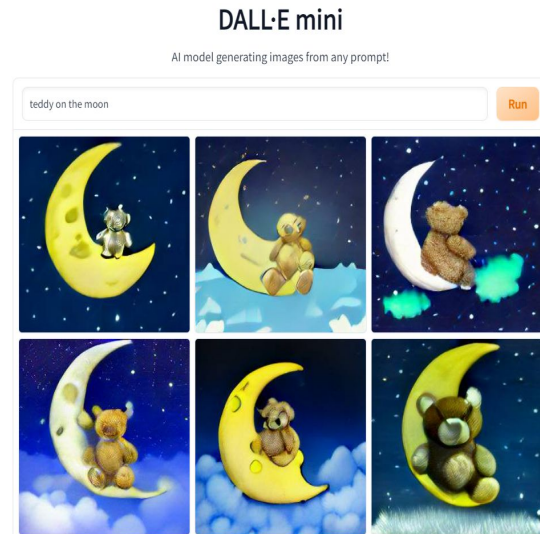 DALL·E mini
AI model generating images from any prompt!
teddy on the moon
Run